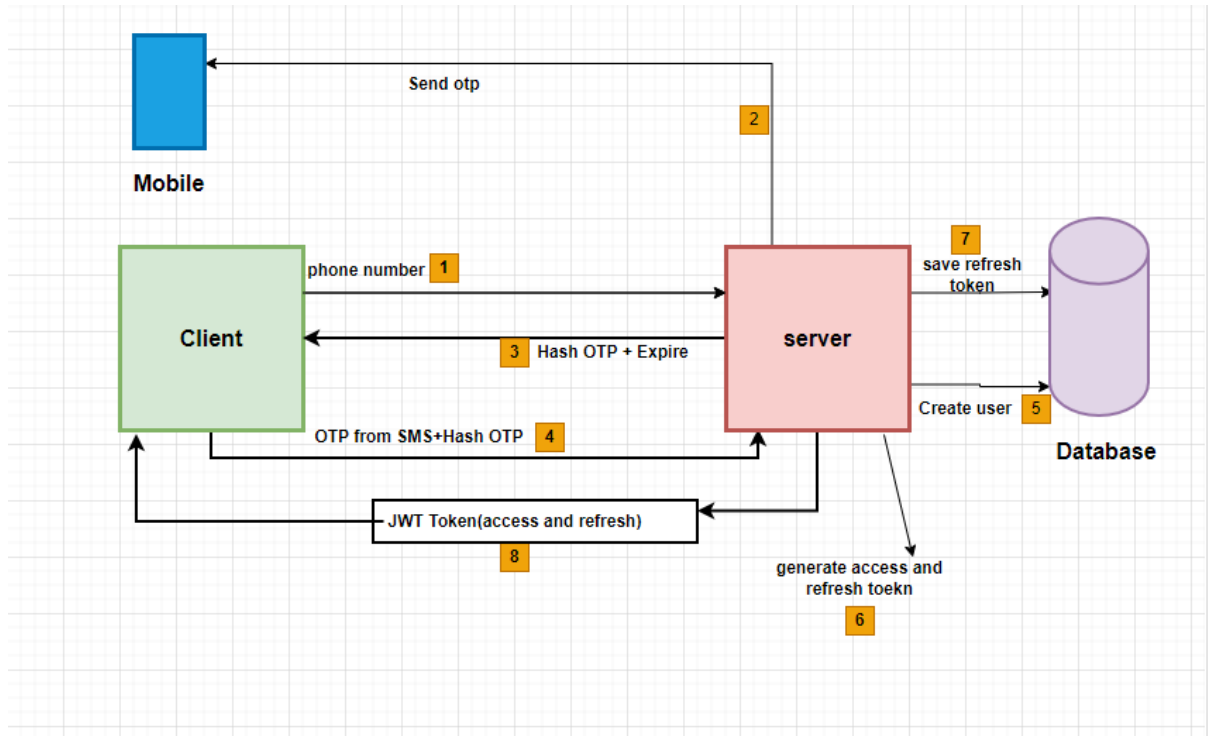 Send otp
2
Mobile
7
save refresh
token
phone number 1
Client
server
3 Hash OTP + Expire
Create user 5
OTP from SMS+Hash OTP 4
Database
JWT Token(access and refresh)
8
generate access and
refresh toekn
6